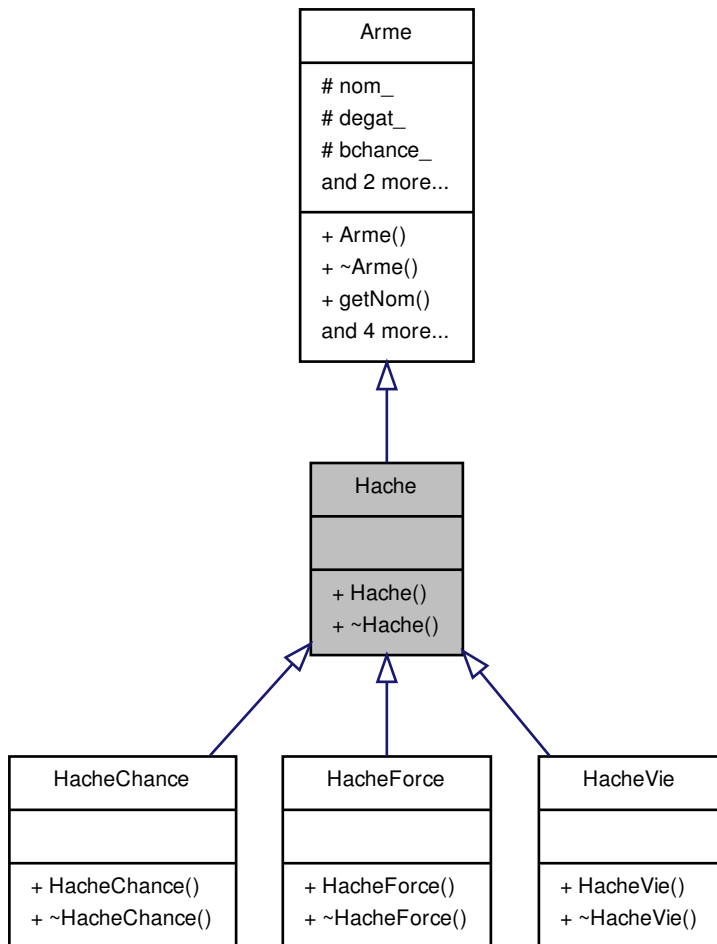 Arme
# nom_
# degat_
# bchance_
and 2 more...
+ Arme()
+ ~Arme()
+ getNom()
and 4 more...
Hache
+ Hache()
+ ~Hache()
HacheChance
+ HacheChance()
+ ~HacheChance()
HacheForce
+ HacheForce()
+ ~HacheForce()
HacheVie
+ HacheVie()
+ ~HacheVie()